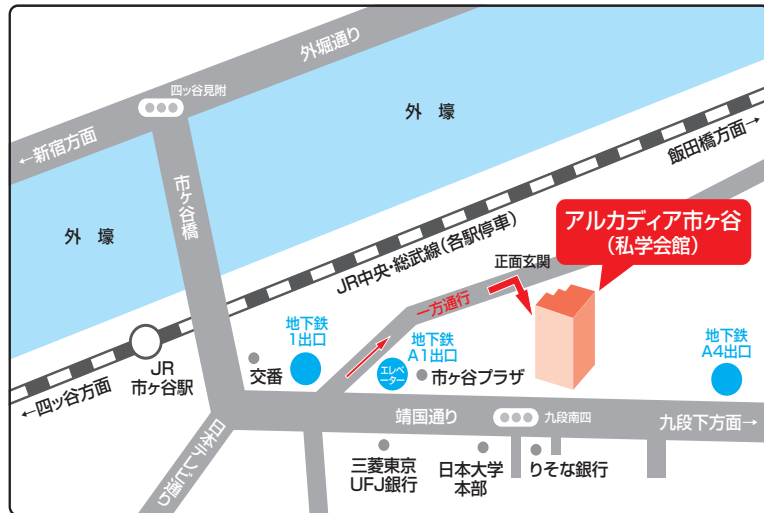 外堀通り
四ッ谷見附
←新宿方面
外 壕
飯田橋方面→
市ヶ谷橋
外 壕
アルカディア市ヶ谷
(私学会館)
JR中央・総武線(各駅停車)
正面玄関
一方通行
地下鉄
1出口
地下鉄
A1出口
地下鉄
A4出口
JR
市ヶ谷駅
交番
エレベ
ーター
市ヶ谷プラザ
←四ッ谷方面
靖国通り
九段南四
九段下方面→
日本テレビ通り
三菱東京
UFJ銀行
日本大学
本部
りそな銀行